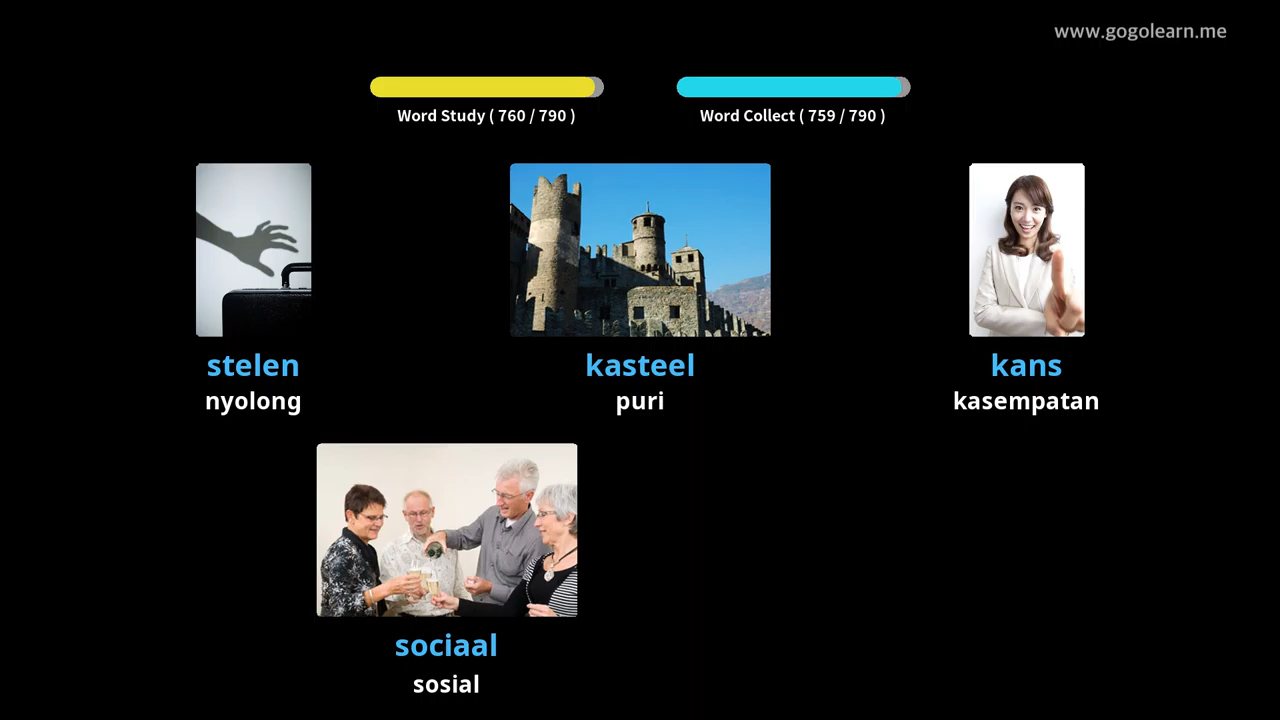 www.gogolearn.me
Word Study ( 760 / 790 )
Word Collect ( 759 / 790 )
stelen
nyolong
kasteel
puri
kans
kasempatan
sociaal
sosial